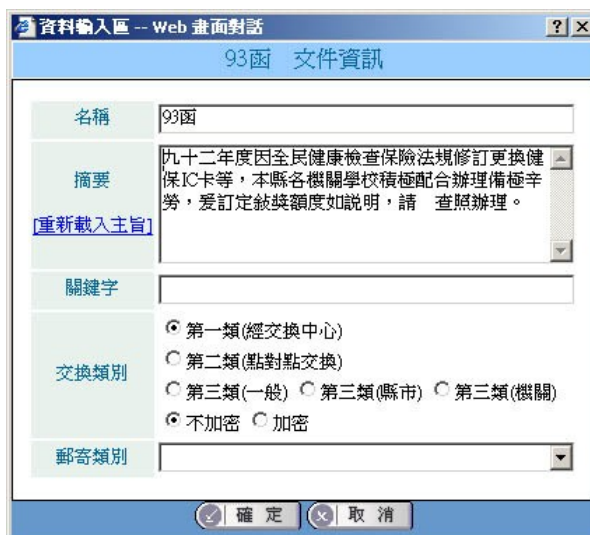 資料輸入區 -- Web 畫面對話
93函 文件資訊
名稱
93函
摘要
[重新載入主旨]
九十二年度因全民健康檢查保險法規修訂更換健
保IC卡等，本縣各機關學校積極配合辦理備極辛
勞，爰訂定敍獎額度如說明，請 查照辦理。
關鍵字
交換類別
第一類(經交換中心)
第二類(點對點交換)
第三類(一般) 第三類(縣市) 第三類(機關)
不加密 加密
郵寄類別
確定 取消